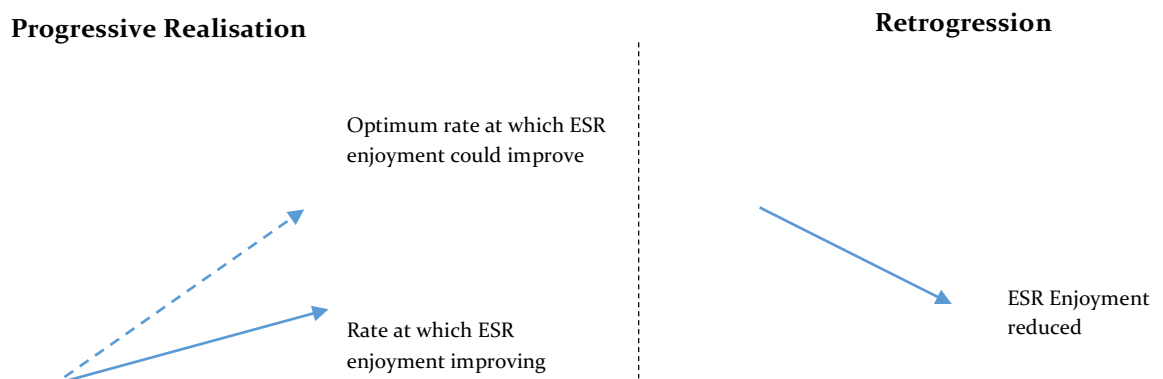 Progressive Realisation
Retrogression
Optimum rate at which ESR
enjoyment could improve
Rate at which ESR
enjoyment improving
ESR Enjoyment
reduced